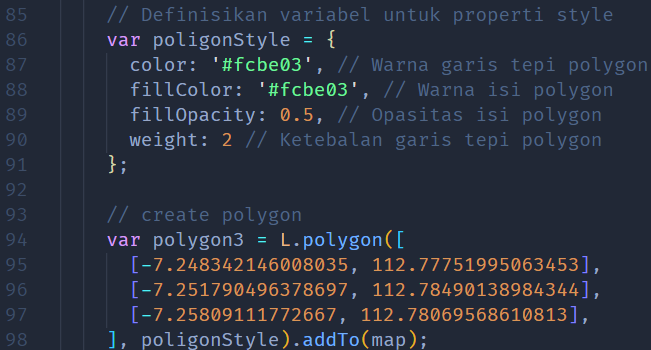 85 // Definisikan variabel untuk properti style
86 var poligonStyle = {
87 color: '#fcbe03', // Warna garis tepi polygon
88 fillColor: '#fcbe03', // Warna isi polygon
89 fillOpacity: 0.5, // Opasitas isi polygon
90 weight: 2 // Ketebalan garis tepi polygon
91 };
92
93 // create polygon
94 var polygon3 = L.polygon([
95 [-7.248342146008035, 112.77751995063453],
96 [-7.251790496378697, 112.78490138984344],
97 [-7.25809111772667, 112.78069568610813],
98 ], poligonStyle).addTo(map);